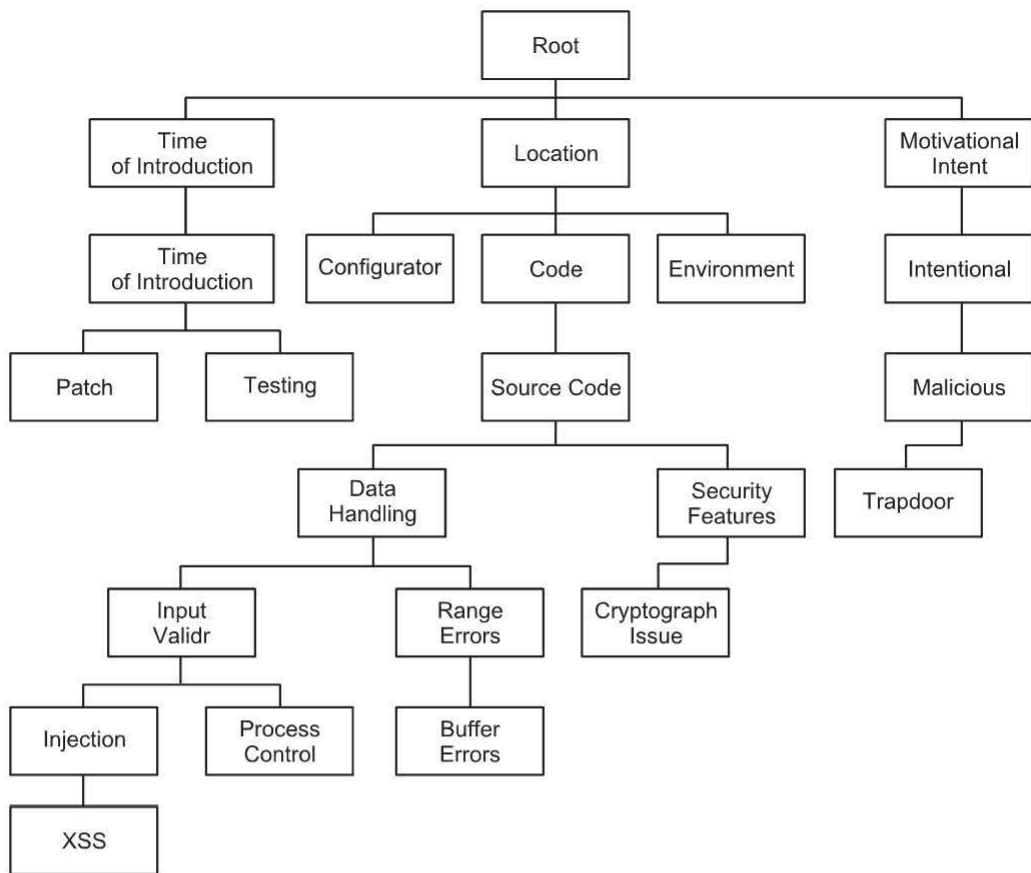 Root
Time
of Introduction
Location
Motivational
Intent
Time
of Introduction
Configurator
Code
Environment
Intentional
Patch
Testing
Source Code
Malicious
Data
Handling
Security
Features
Trapdoor
Input
Validr
Range
Errors
Cryptograph
Issue
Injection
Process
Control
Buffer
Errors
XSS